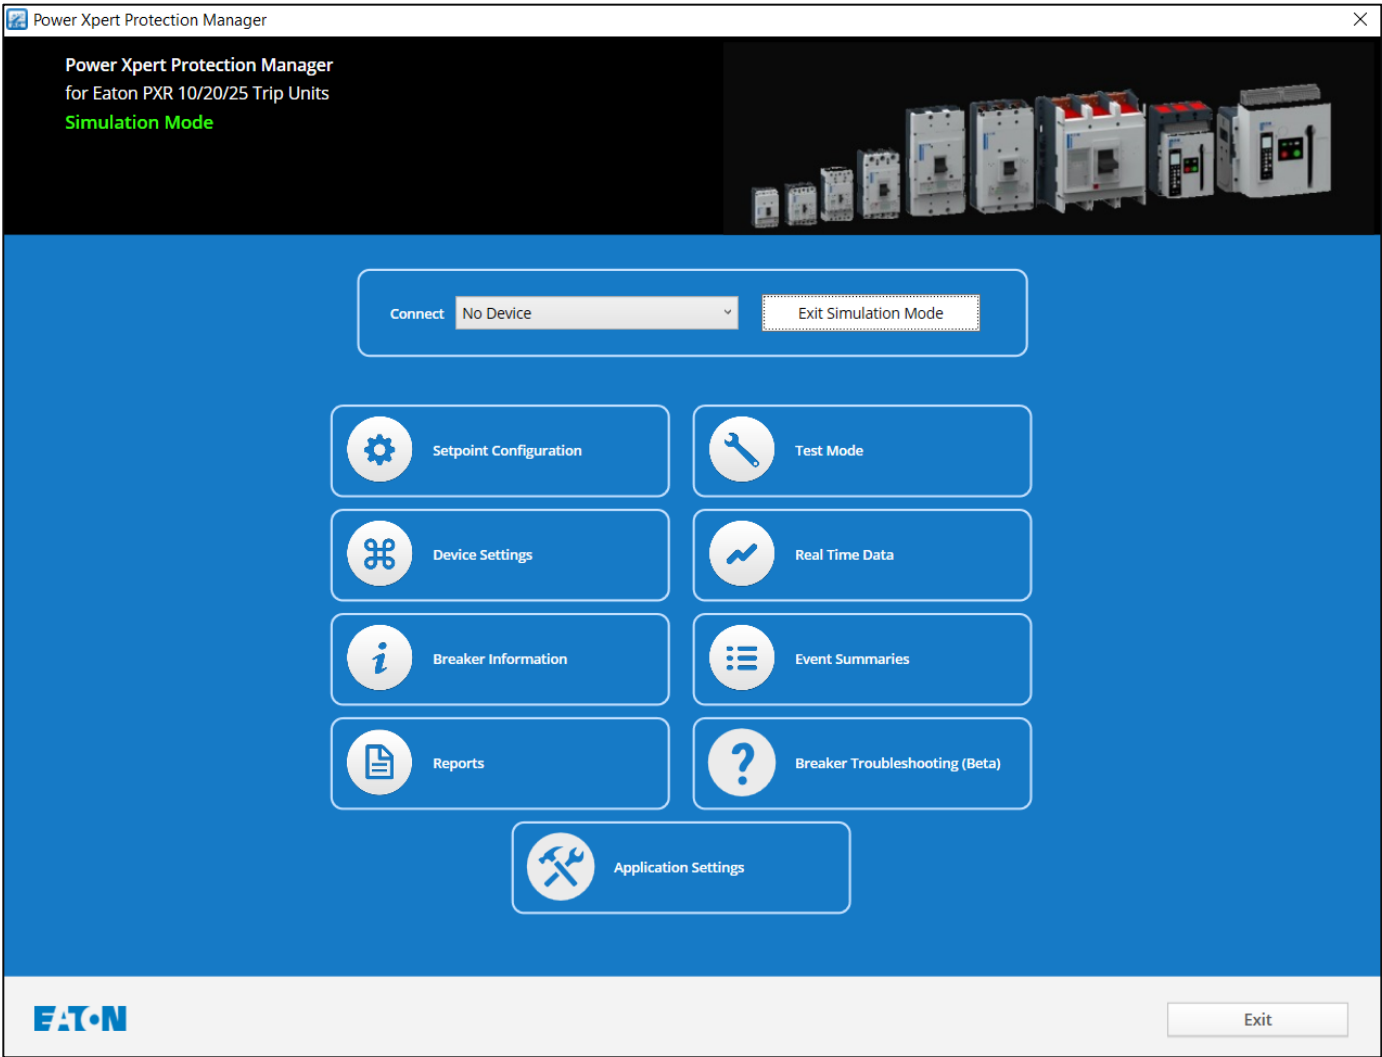 Power Xpert Protection Manager
Power Xpert Protection Manager
for Eaton PXR 10/20/25 Trip Units
Simulation Mode
Connect
No Device
Exit Simulation Mode
Setpoint Configuration
Test Mode
Device Settings
Real Time Data
Breaker Information
Event Summaries
Reports
Breaker Troubleshooting (Beta)
Application Settings
EATON
Exit